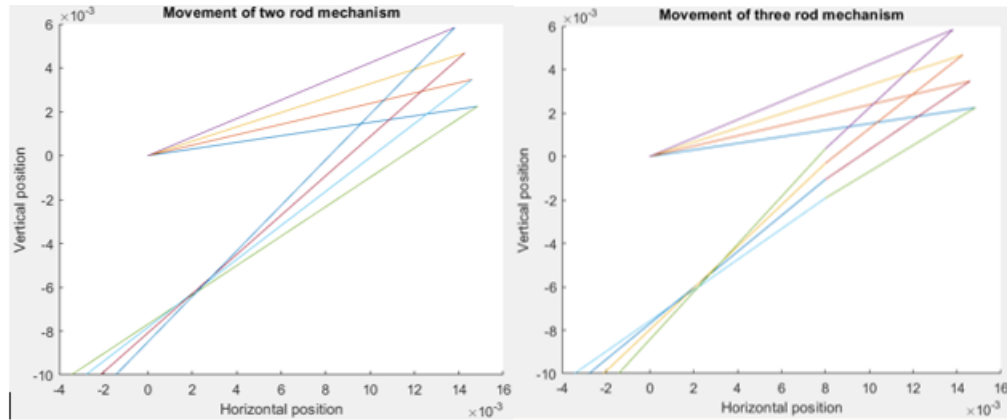 Movement of two rod mechanism
×10⁻³
6
4
2
0
-2
-4
-6
-8
-10
Vertical position
-4 -2 0 2 4 6 8 10 12 14 16
Horizontal position
×10⁻³
Movement of three rod mechanism
×10⁻³
6
4
2
0
-2
-4
-6
-8
-10
Vertical position
-4 -2 0 2 4 6 8 10 12 14 16
Horizontal position
×10⁻³